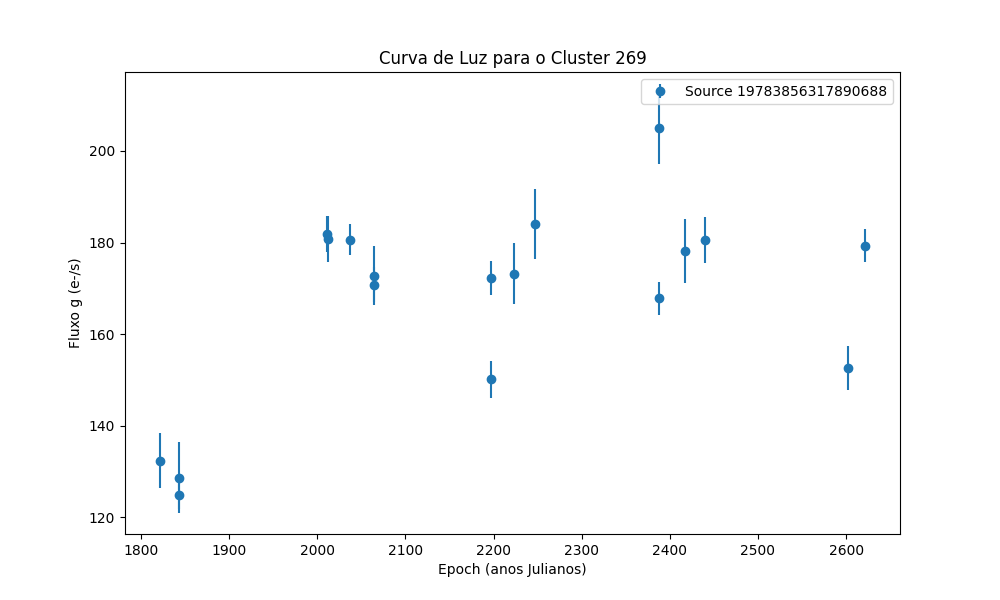 Curva de Luz para o Cluster 269
Source 19783856317890688
Fluxo g (e-/s)
200
180
160
140
120
1800 1900 2000 2100 2200 2300 2400 2500 2600
Epoch (anos Julianos)